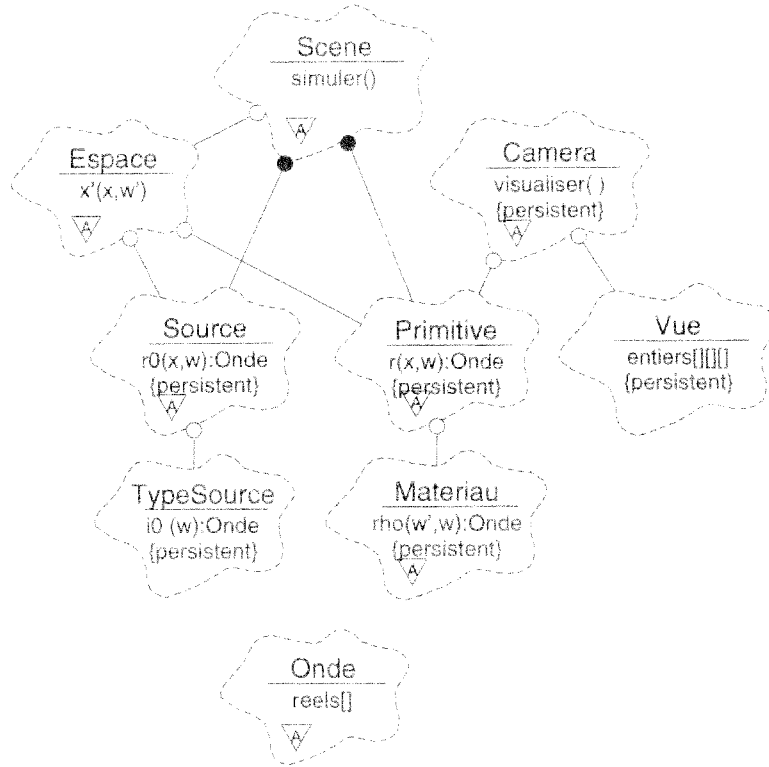 Scene
simuler()
A
Espace
x'(x,w')
A
Camera
visualiser( )
{persistent}
A
Source
r0(x,w):Onde
{persistent}
A
Primitive
r(x,w):Onde
{persistent}
A
Vue
entiers[][][]
{persistent}
TypeSource
i0 (w):Onde
{persistent}
Materiau
rho(w',w):Onde
{persistent}
A
Onde
reels[]
A